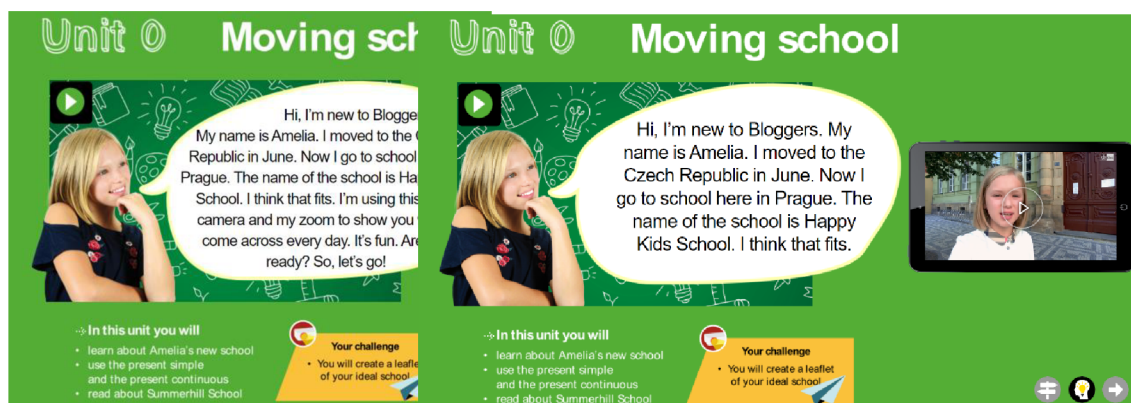 Unit 0
Moving sch
Hi, I'm new to Blogge
My name is Amelia. I moved to the
Republic in June. Now I go to school
Prague. The name of the school is Ha
School. I think that fits. I'm using this
camera and my zoom to show you
come across every day. It's fun. Are
ready? So, let's go!
In this unit you will
• learn about Amelia's new school
• use the present simple
and the present continuous
• read about Summerhill School
Your challenge
• You will create a leafle
of your ideal school
Unit 0
Moving school
Hi, I'm new to Bloggers. My
name is Amelia. I moved to the
Czech Republic in June. Now I
go to school here in Prague. The
name of the school is Happy
Kids School. I think that fits.
In this unit you will
• learn about Amelia's new school
• use the present simple
and the present continuous
• read about Summerhill School
Your challenge
• You will create a leaflet
of your ideal school